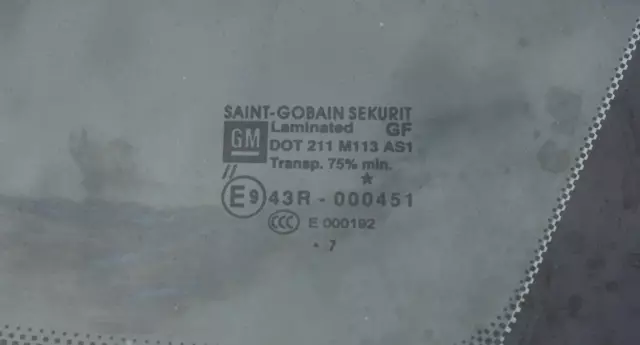 SAINT-GOBAIN SEKURIT
GM
Laminated GF
DOT 211 M113 AS1
Transp. 75% min.
E9 43R - 000451
CCC E 000192
. 7